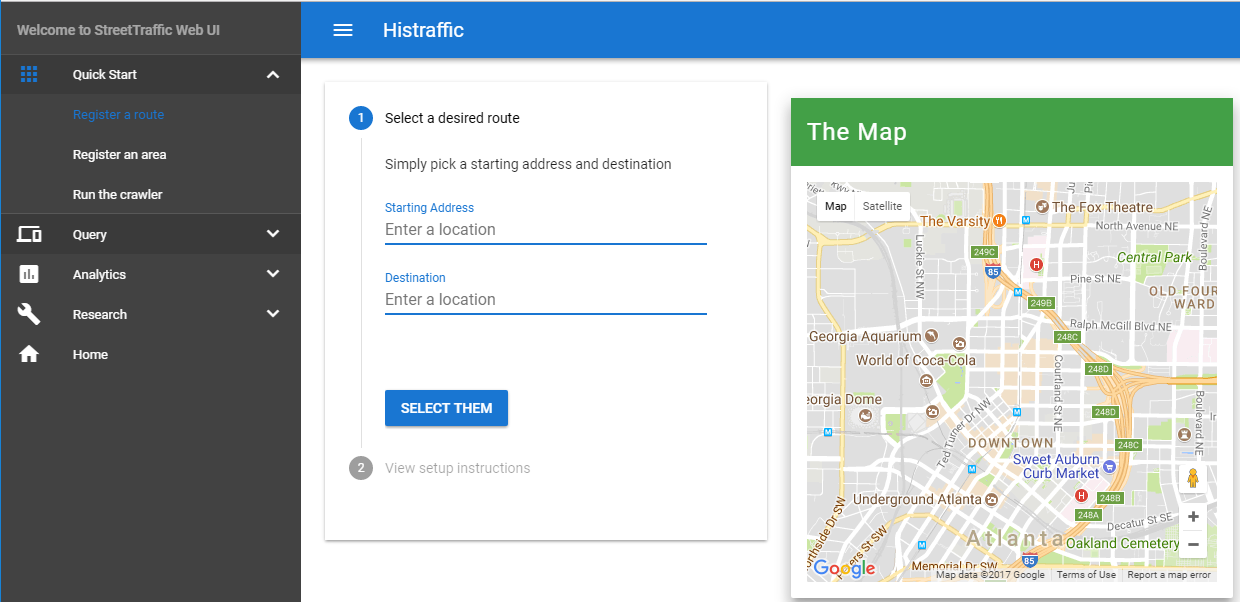 Welcome to StreetTraffic Web UI
Quick Start
Register a route
Register an area
Run the crawler
Query
Analytics
Research
Home
Histraffic
1 Select a desired route
Simply pick a starting address and destination
Starting Address
Enter a location
Destination
Enter a location
SELECT THEM
2 View setup instructions
The Map
Map Satellite
The Fox Theatre
The Varsity
North Avenue NE
Boulevard NE
Luckie St NW
249C
Central Park
H
85
Pine St NE
M
249B
OLD FOUR
WARD
Ralph McGill Blvd NE
Georgia Aquarium
248C
World of Coca-Cola
Courtland St NE
248D
eorgia Dome
Boulevard NE
248D
M
Ted Turner Dr NW
M
DOWNTOWN
248C
Sweet Auburn
Curb Market
M
Underground Atlanta
H
248B
248A
Decatur St SE
Atlanta
Oakland Cemetery
M
85
Memorial Dr SW
Google
Map data ©2017 Google Terms of Use Report a map error